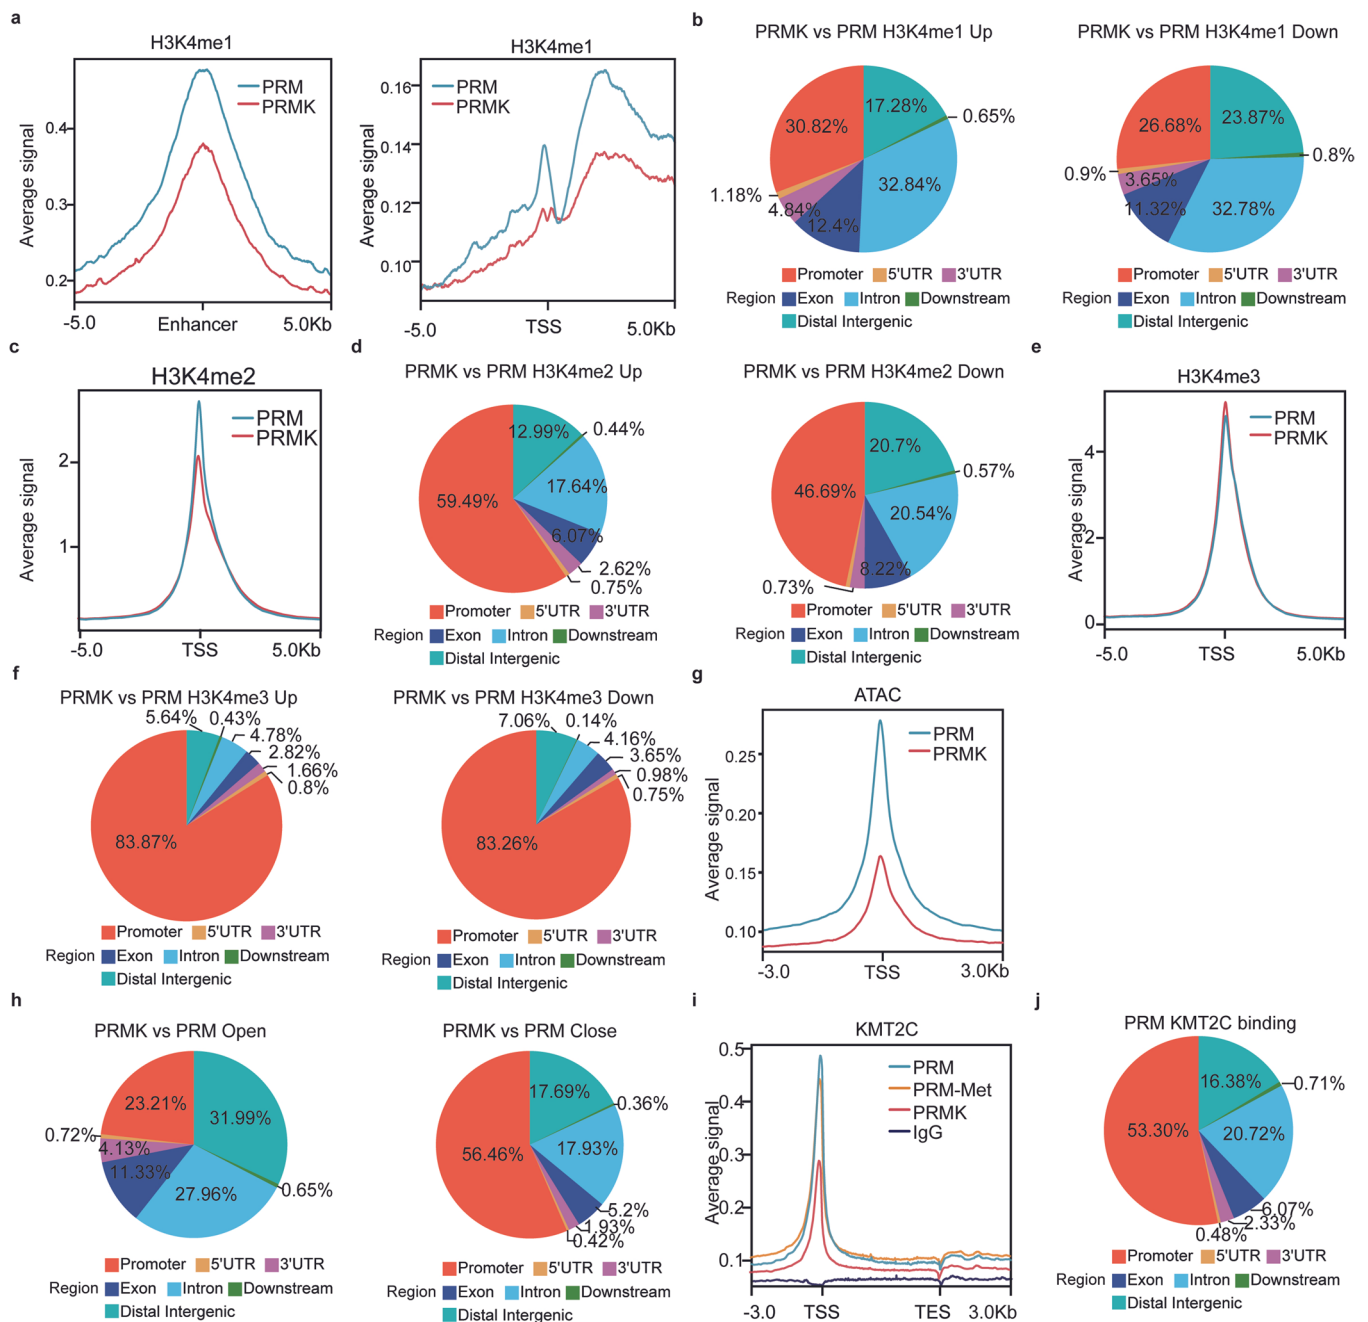 a
H3K4me1
PRM
PRMK
Average signal
0.4
0.3
0.2
-5.0
Enhancer
5.0Kb
H3K4me1
PRM
PRMK
Average signal
0.16
0.14
0.12
0.10
-5.0
TSS
5.0Kb
b
PRMK vs PRM H3K4me1 Up
17.28%
0.65%
30.82%
32.84%
1.18%
4.84%
12.4%
Promoter 5'UTR 3'UTR
Region Exon Intron Downstream
Distal Intergenic
PRMK vs PRM H3K4me1 Down
26.68%
23.87%
0.8%
0.9%
3.65%
11.32%
32.78%
Promoter 5'UTR 3'UTR
Region Exon Intron Downstream
Distal Intergenic
c
H3K4me2
PRM
PRMK
Average signal
2
1
-5.0
TSS
5.0Kb
d
PRMK vs PRM H3K4me2 Up
12.99%
0.44%
17.64%
59.49%
6.07%
2.62%
0.75%
Promoter 5'UTR 3'UTR
Region Exon Intron Downstream
Distal Intergenic
PRMK vs PRM H3K4me2 Down
20.7%
0.57%
46.69%
20.54%
8.22%
0.73%
Promoter 5'UTR 3'UTR
Region Exon Intron Downstream
Distal Intergenic
e
H3K4me3
PRM
PRMK
Average signal
4
2
0
-5.0
TSS
5.0Kb
f
PRMK vs PRM H3K4me3 Up
5.64%
0.43%
4.78%
2.82%
1.66%
0.8%
83.87%
Promoter 5'UTR 3'UTR
Region Exon Intron Downstream
Distal Intergenic
PRMK vs PRM H3K4me3 Down
7.06%
0.14%
4.16%
3.65%
0.98%
0.75%
83.26%
Promoter 5'UTR 3'UTR
Region Exon Intron Downstream
Distal Intergenic
g
ATAC
PRM
PRMK
Average signal
0.25
0.20
0.15
0.10
-3.0
TSS
3.0Kb
h
PRMK vs PRM Open
23.21%
31.99%
0.72%
4.13%
11.33%
27.96%
0.65%
Promoter 5'UTR 3'UTR
Region Exon Intron Downstream
Distal Intergenic
PRMK vs PRM Close
17.69%
0.36%
56.46%
17.93%
5.2%
1.93%
0.42%
Promoter 5'UTR 3'UTR
Region Exon Intron Downstream
Distal Intergenic
i
KMT2C
PRM
PRM-Met
PRMK
IgG
Average signal
0.5
0.4
0.3
0.2
0.1
-3.0
TSS
TES
3.0Kb
j
PRM KMT2C binding
16.38%
0.71%
53.30%
20.72%
6.07%
2.33%
0.48%
Promoter 5'UTR 3'UTR
Region Exon Intron Downstream
Distal Intergenic